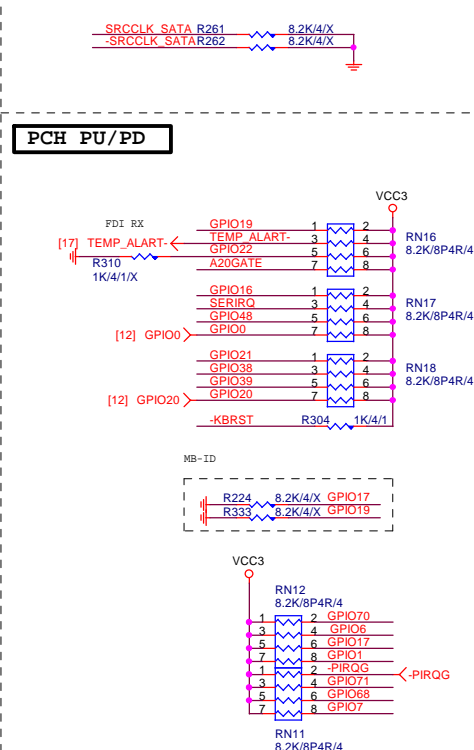 SRCCLK_SATA R261 8.2K/4/X
-SRCCLK_SATA R262 8.2K/4/X
PCH PU/PD
VCC3
FDI RX
GPIO19 1 2
[17] TEMP_ALART- TEMP_ALART- 3 4 RN16
GPIO22 5 6 8.2K/8P4R/4
R310 A20GATE 7 8
1K/4/1/X
GPIO16 1 2
SERIRQ 3 4 RN17
GPIO48 5 6 8.2K/8P4R/4
[12] GPIO0 GPIO0 7 8
GPIO21 1 2
GPIO38 3 4 RN18
GPIO39 5 6 8.2K/8P4R/4
[12] GPIO20 GPIO20 7 8
-KBRST R304 1K/4/1
MB-ID
R224 8.2K/4/X GPIO17
R333 8.2K/4/X GPIO19
VCC3
RN12
8.2K/8P4R/4
1 2 GPIO70
3 4 GPIO6
5 6 GPIO17
7 8 GPIO1
1 2 -PIRQG -PIRQG
3 4 GPIO71
5 6 GPIO68
7 8 GPIO7
RN11
8.2K/8P4R/4